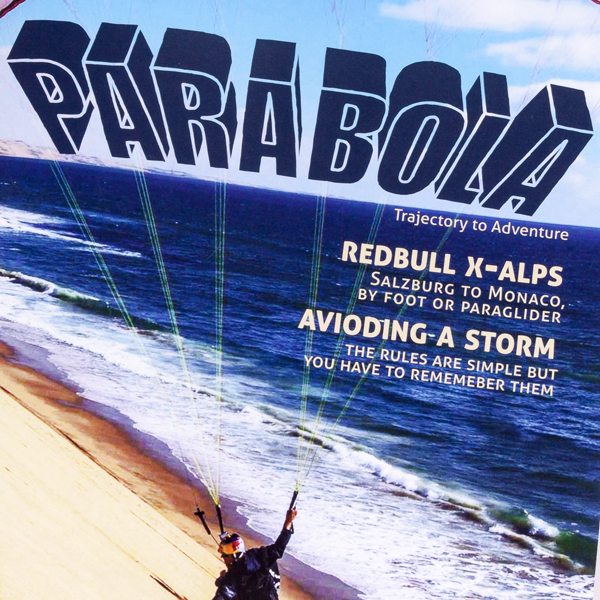 PARABOLA
Trajectory to Adventure
REDBULL X-ALPS
SALZBURG TO MONACO,
BY FOOT OR PARAGLIDER
AVIODING A STORM
THE RULES ARE SIMPLE BUT
YOU HAVE TO REMEMEBER THEM